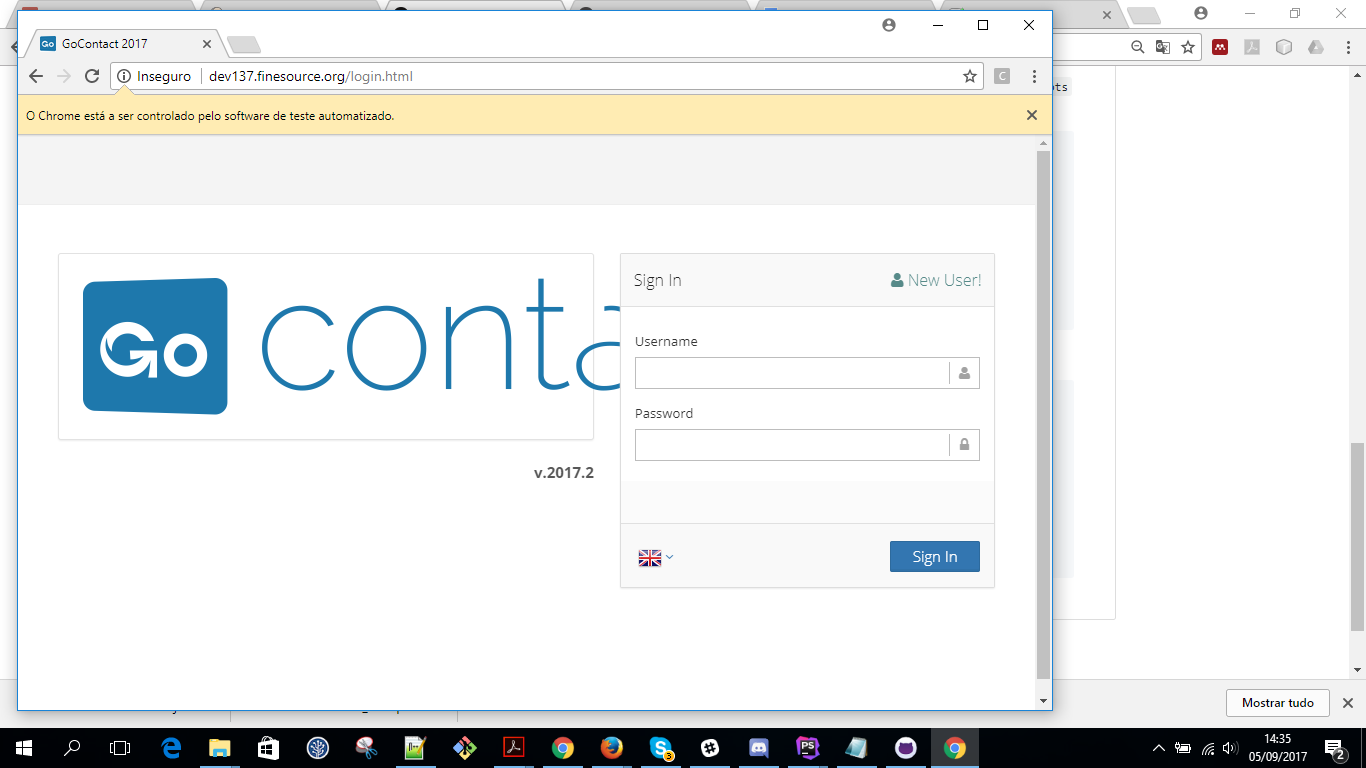 GoContact 2017
Inseguro
dev137.finesource.org/login.html
O Chrome está a ser controlado pelo software de teste automatizado.
Go
conta
v.2017.2
Sign In
New User!
Username
Password
Sign In
Mostrar tudo
14:35
05/09/2017